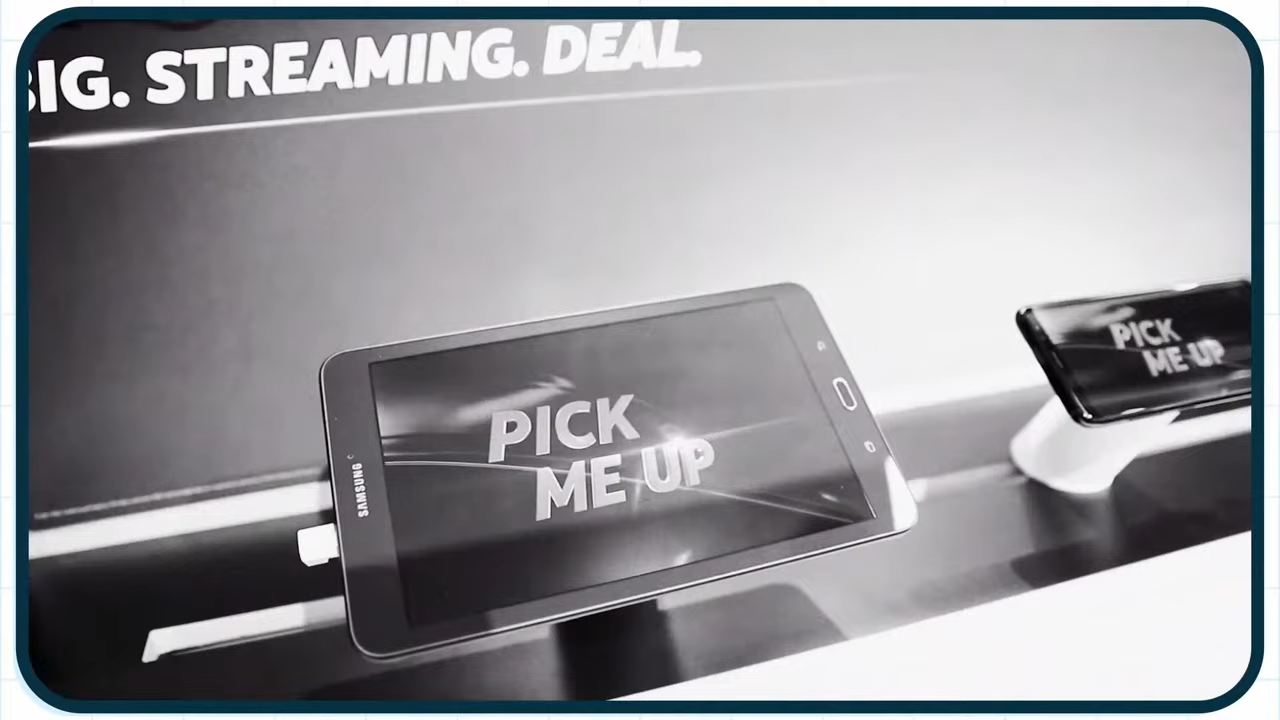 BIG. STREAMING. DEAL.
PICK
ME UP
SAMSUNG
PICK
ME UP